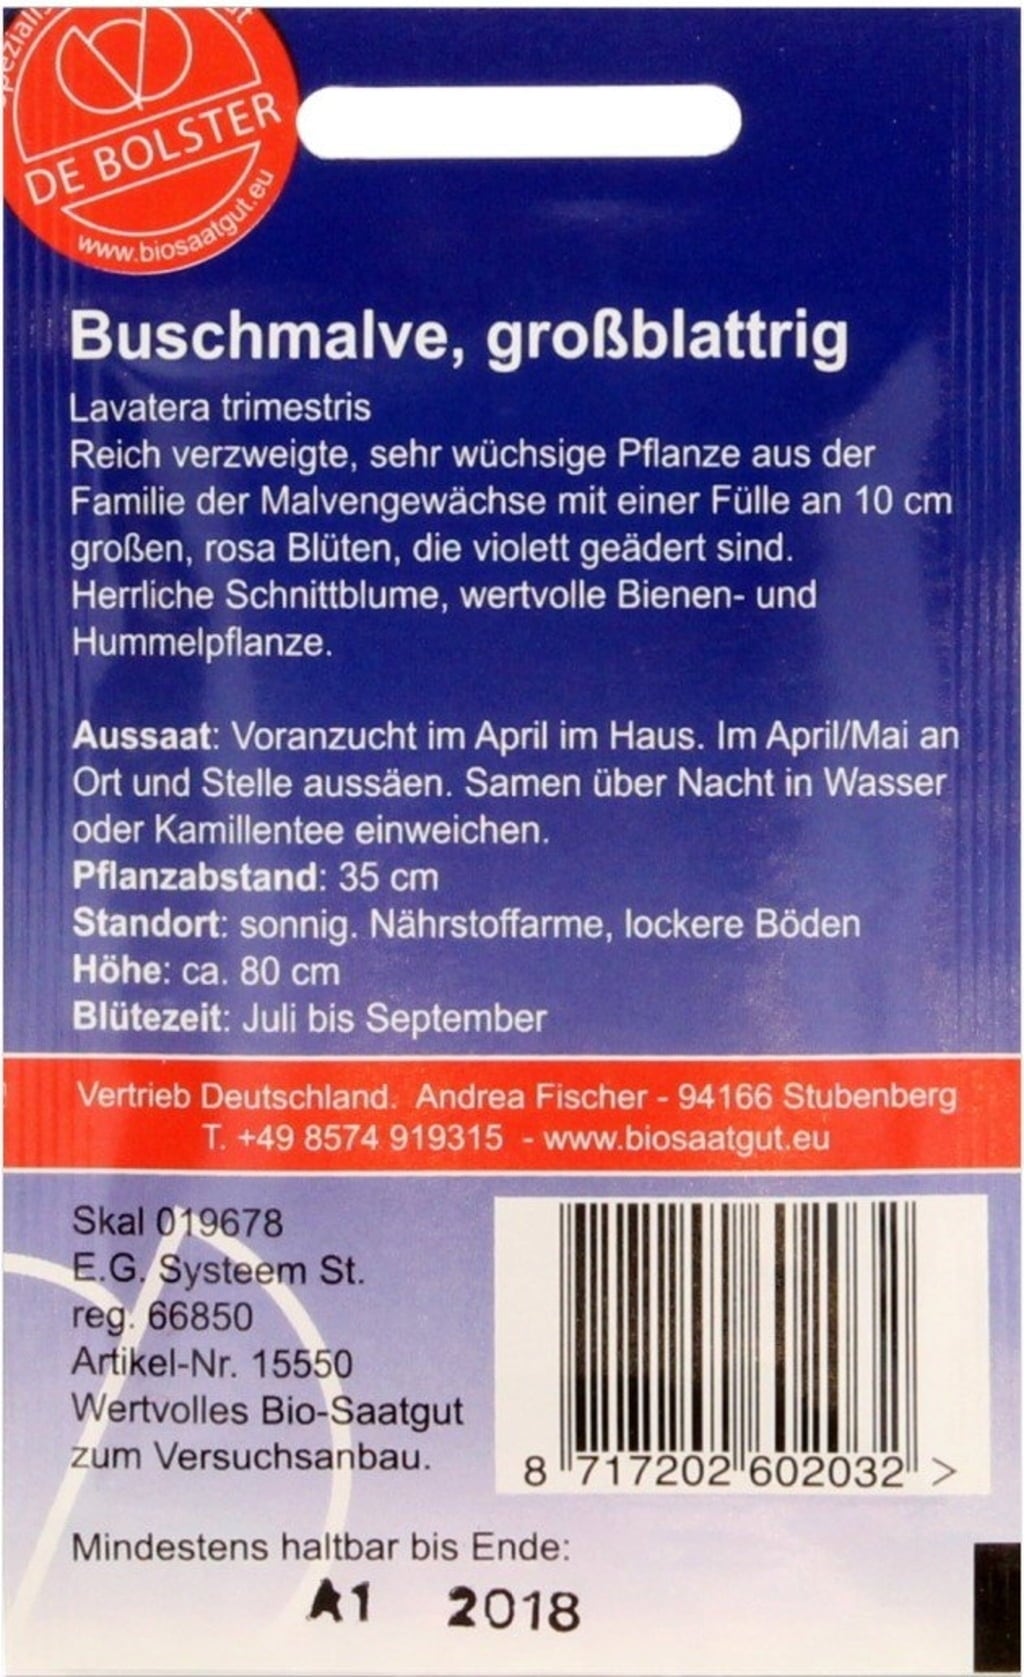 DE BOLSTER
www.biosaatgut.eu
Buschmalve, großblattrig
Lavatera trimestris
Reich verzweigte, sehr wüchsige Pflanze aus der
Familie der Malvengewächse mit einer Fülle an 10 cm
großen, rosa Blüten, die violett geädert sind.
Herrliche Schnittblume, wertvolle Bienen- und
Hummelpflanze.
Aussaat: Voranzucht im April im Haus. Im April/Mai an
Ort und Stelle aussäen. Samen über Nacht in Wasser
oder Kamillentee einweichen.
Pflanzabstand: 35 cm
Standort: sonnig. Nährstoffarme, lockere Böden
Höhe: ca. 80 cm
Blütezeit: Juli bis September
Vertrieb Deutschland. Andrea Fischer - 94166 Stubenberg
T. +49 8574 919315 - www.biosaatgut.eu
Skal 019678
E.G. Systeem St.
reg. 66850
Artikel-Nr. 15550
Wertvolles Bio-Saatgut
zum Versuchsanbau.
8 717202 602032 >
Mindestens haltbar bis Ende:
A1 2018